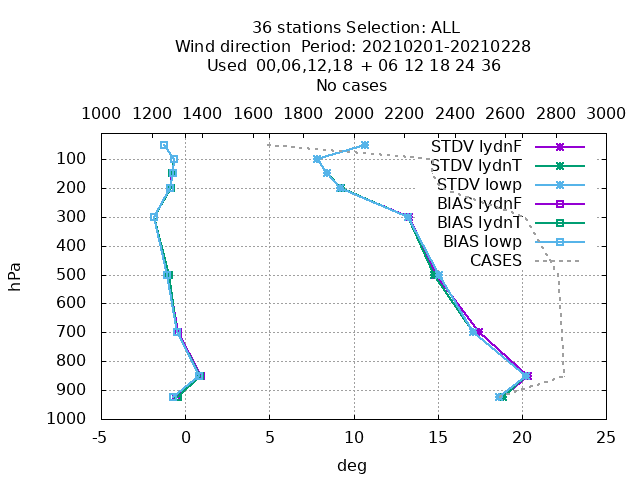 36 stations Selection: ALL
Wind direction  Period: 20210201-20210228
Used  00,06,12,18 + 06 12 18 24 36
No cases
1000 1200 1400 1600 1800 2000 2200 2400 2600 2800 3000
STDV lydnF
100
STDV lydnT
STDV lowp
200
BIAS lydnF
300
BIAS lydnT
BIAS lowp
400
CASES
500
hPa
600
700
800
900
1000
-5 0 5 10 15 20 25
deg